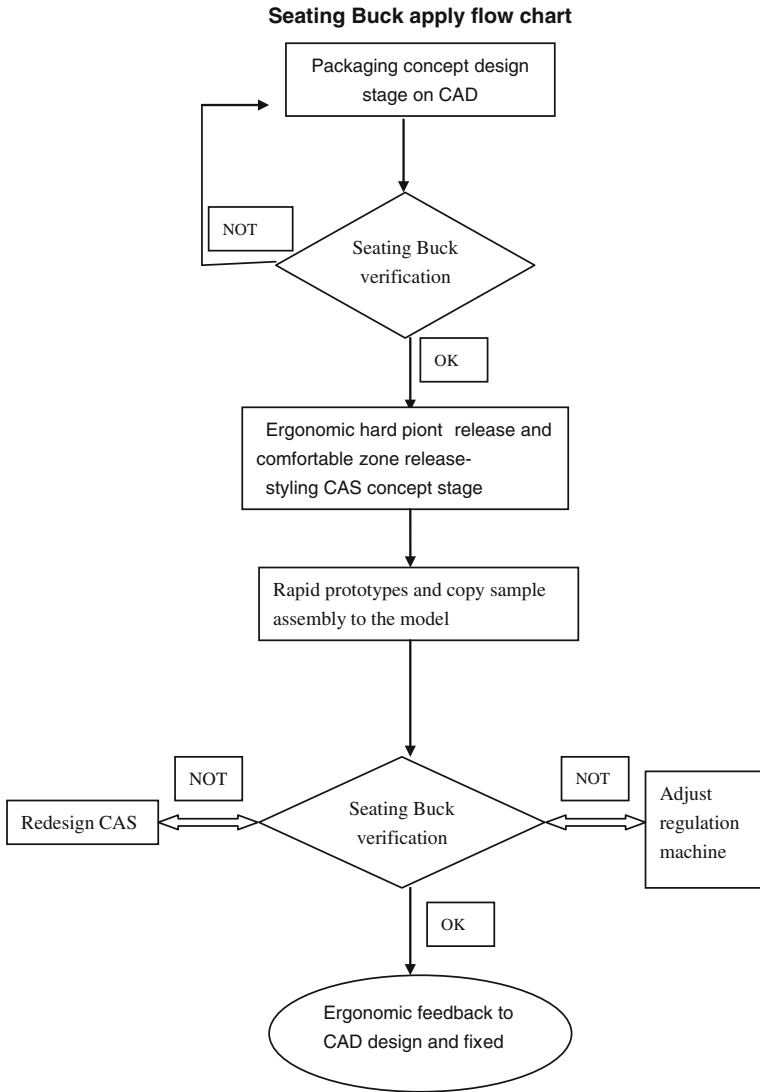 Seating Buck apply flow chart
Packaging concept design
stage on CAD
NOT
Seating Buck
verification
OK
Ergonomic hard piont release and
comfortable zone release-
styling CAS concept stage
Rapid prototypes and copy sample
assembly to the model
NOT
NOT
Redesign CAS
Seating Buck
verification
Adjust
regulation
machine
OK
Ergonomic feedback to
CAD design and fixed